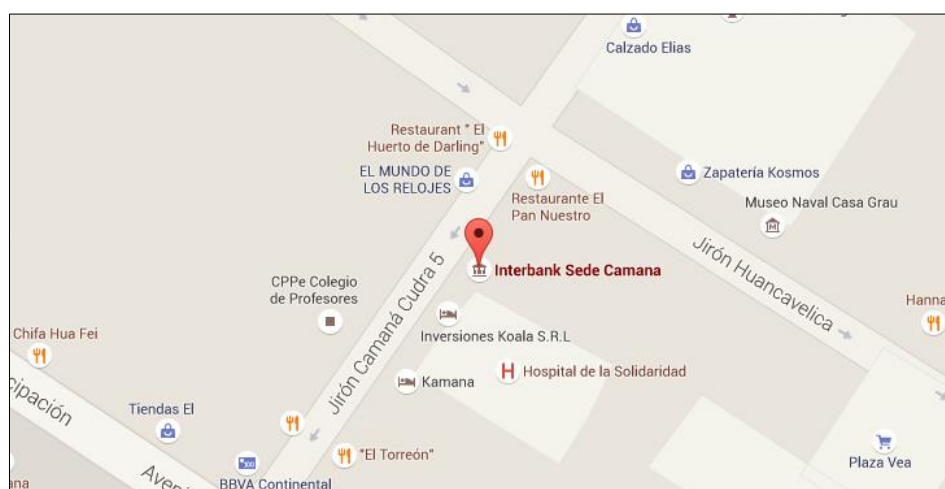 Calzado Elias
Restaurant " El
Huerto de Darling"
EL MUNDO DE
LOS RELOJES
Restaurante El
Pan Nuestro
Zapatería Kosmos
Museo Naval Casa Grau
Jirón Huancavelica
Interbank Sede Camana
Jirón Camaná Cudra 5
CPPe Colegio
de Profesores
Inversiones Koala S.R.L
Hanna
Chifa Hua Fei
Kamana
H
Hospital de la Solidaridad
cipación
Tiendas El
"El Torreón"
Plaza Vea
BBVA Continental
ana